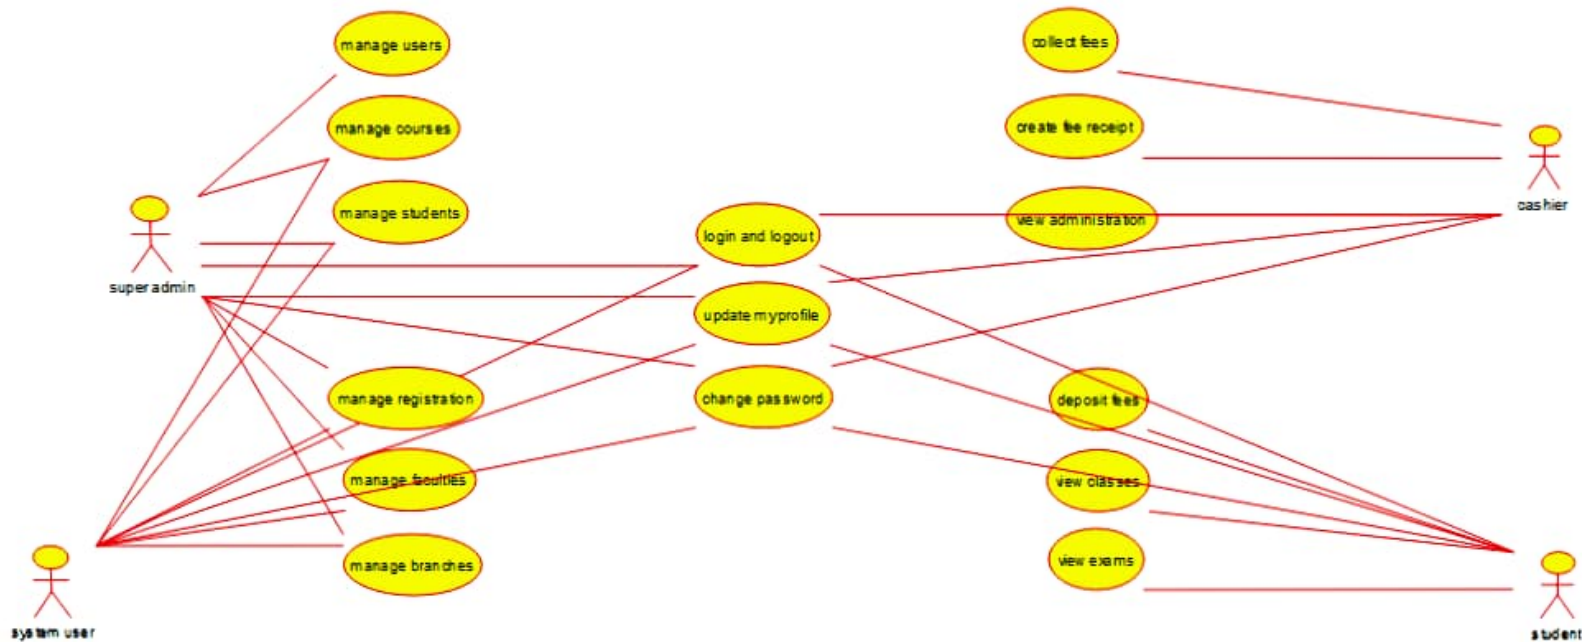 manage users
collect fees
manage courses
create fee receipt
cashier
manage students
view administration
login and logout
super admin
update myprofile
manage registration
change password
deposit fees
manage faculties
view classes
manage branches
view exams
system user
student